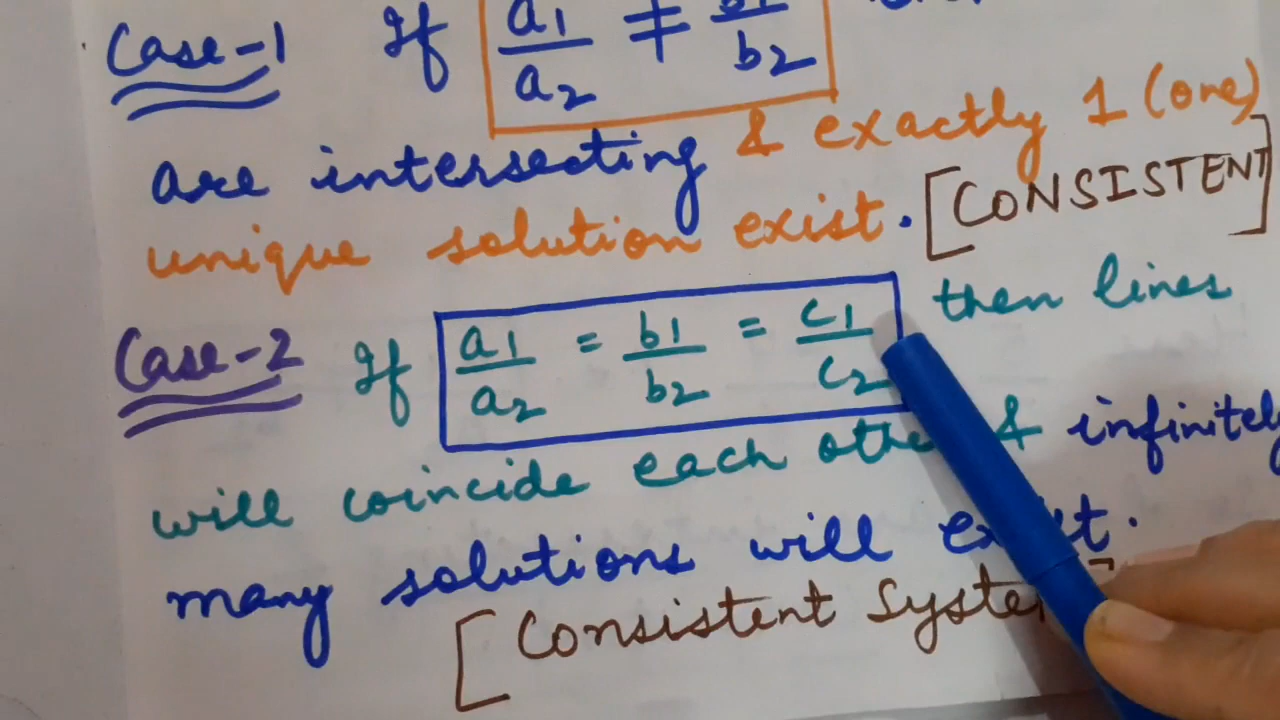 Case-1 If a1/a2 ≠ b1/b2
are intersecting & exactly 1 (one)
unique solution exist. [CONSISTENT]
Case-2 If a1/a2 = b1/b2 = c1/c2 then lines
will coincide each other & infinitely
many solutions will exist.
[Consistent System]